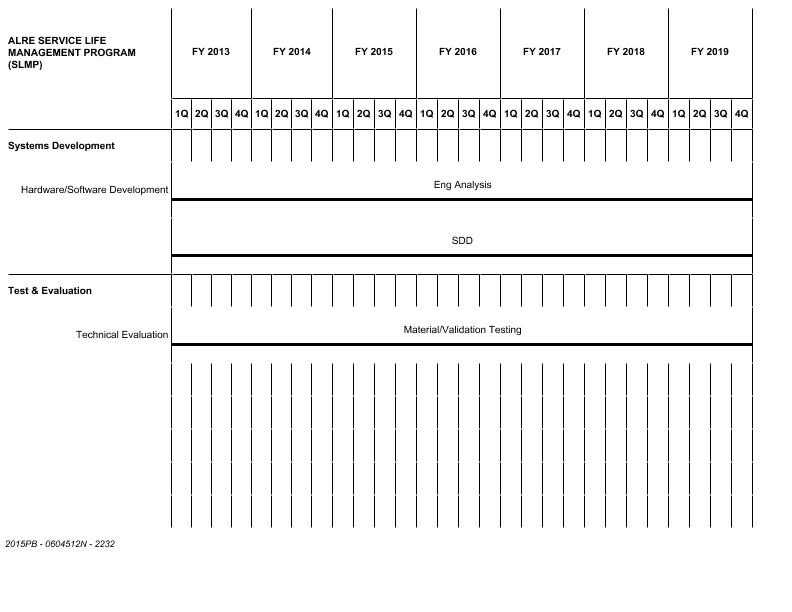 ALRE SERVICE LIFE
MANAGEMENT PROGRAM
(SLMP)
FY 2013 FY 2014 FY 2015 FY 2016 FY 2017 FY 2018 FY 2019
1Q 2Q 3Q 4Q 1Q 2Q 3Q 4Q 1Q 2Q 3Q 4Q 1Q 2Q 3Q 4Q 1Q 2Q 3Q 4Q 1Q 2Q 3Q 4Q 1Q 2Q 3Q 4Q
Systems Development
Eng Analysis
Hardware/Software Development
SDD
Test & Evaluation
Material/Validation Testing
Technical Evaluation
2015PB - 0604512N - 2232